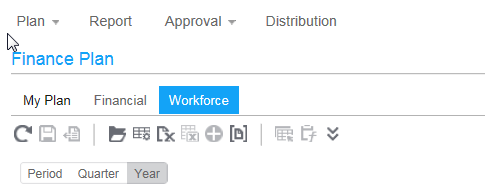 Plan Report Approval Distribution
Finance Plan
My Plan Financial Workforce
Period Quarter Year